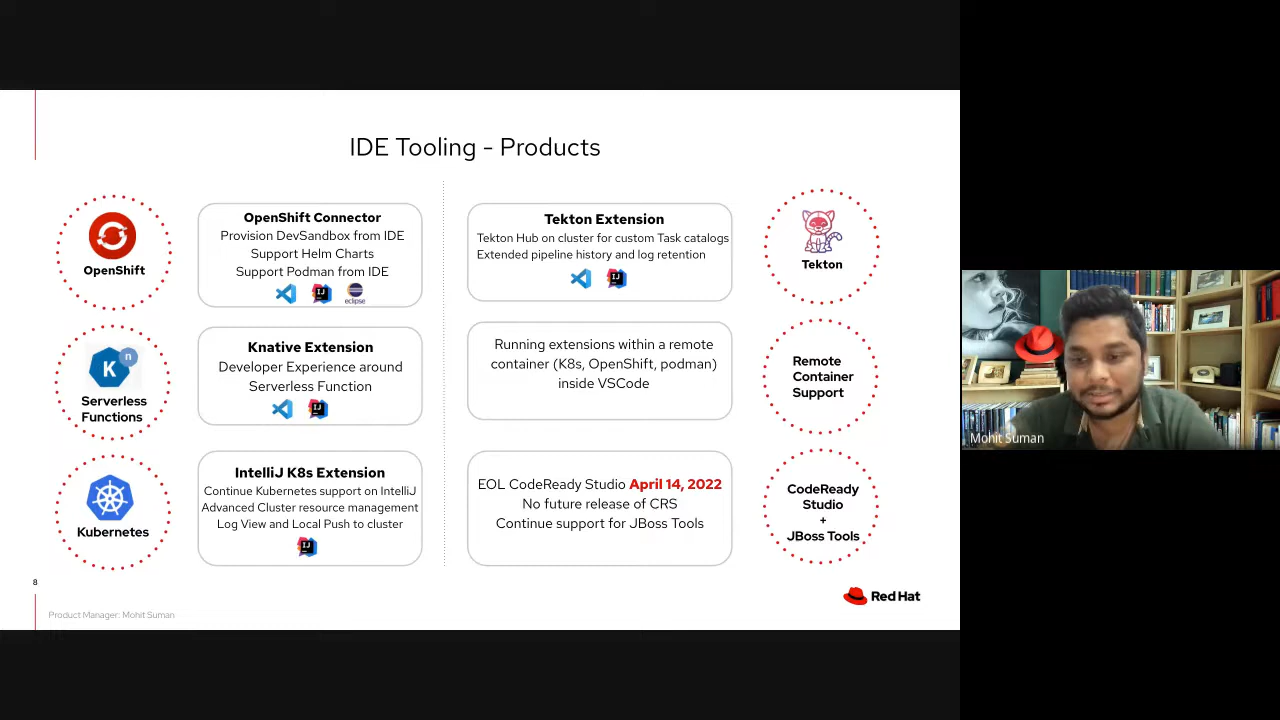 IDE Tooling - Products
OpenShift
OpenShift Connector
Provision DevSandbox from IDE
Support Helm Charts
Support Podman from IDE
IJ
eclipse
Tekton Extension
Tekton Hub on cluster for custom Task catalogs
Extended pipeline history and log retention
IJ
Tekton
K
n
Serverless
Functions
Knative Extension
Developer Experience around
Serverless Function
IJ
Running extensions within a remote
container (K8s, OpenShift, podman)
inside VSCode
Remote
Container
Support
Kubernetes
IntelliJ K8s Extension
Continue Kubernetes support on IntelliJ
Advanced Cluster resource management
Log View and Local Push to cluster
IJ
EOL CodeReady Studio April 14, 2022
No future release of CRS
Continue support for JBoss Tools
CodeReady
Studio
+
JBoss Tools
8
Product Manager: Mohit Suman
Red Hat
Mohit Suman